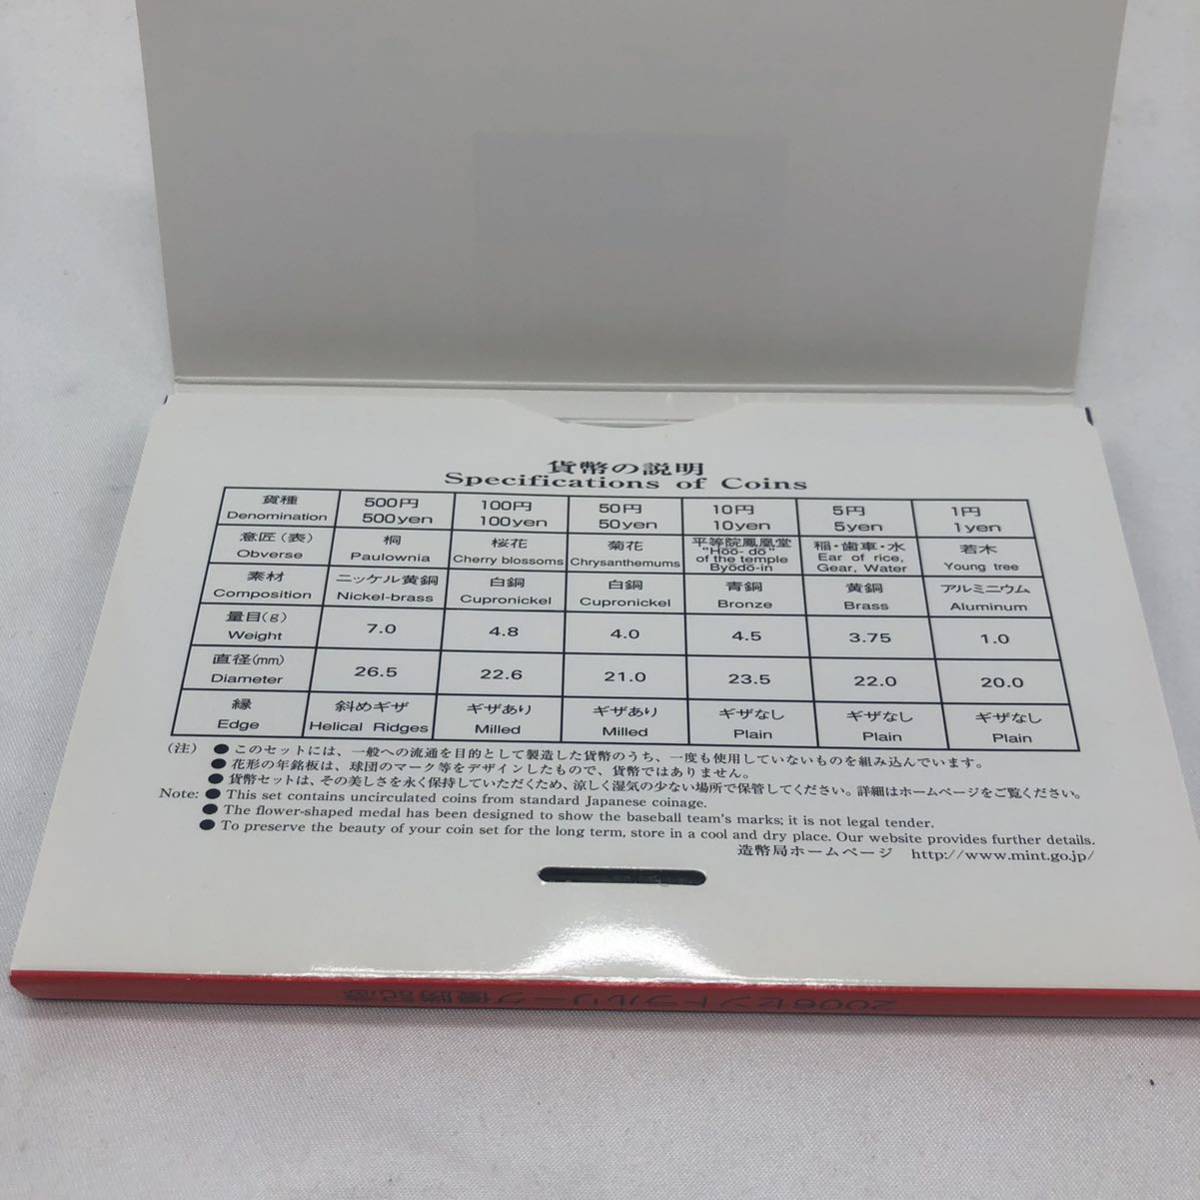 貨幣の説明
Specifications of Coins
貨種 500円 100円 50円 10円 5円 1円
Denomination 500yen 100yen 50yen 10yen 5yen 1yen
意匠（表） 桐 桜花 菊花 平等院鳳凰堂 稲・歯車・水 若木
Obverse Paulownia Cherry blossoms Chrysanthemums "Hōō- dō" of the temple Byōdō-in Ear of rice, Gear, Water Young tree
素材 ニッケル黄銅 白銅 白銅 青銅 黄銅 アルミニウム
Composition Nickel-brass Cupronickel Cupronickel Bronze Brass Aluminum
量目(g)
Weight 7.0 4.8 4.0 4.5 3.75 1.0
直径(mm)
Diameter 26.5 22.6 21.0 23.5 22.0 20.0
縁 斜めギザ ギザあり ギザあり ギザなし ギザなし ギザなし
Edge Helical Ridges Milled Milled Plain Plain Plain
（注） ●このセットには、一般への流通を目的として製造した貨幣のうち、一度も使用していないものを組み込んでいます。
●花形の年銘板は、球団のマーク等をデザインしたもので、貨幣ではありません。
●貨幣セットは、その美しさを永く保持していただくため、涼しく湿気の少ない場所で保管してください。詳細はホームページをご覧ください。
Note: ● This set contains uncirculated coins from standard Japanese coinage.
● The flower-shaped medal has been designed to show the baseball team's marks; it is not legal tender.
● To preserve the beauty of your coin set for the long term, store in a cool and dry place. Our website provides further details.
造幣局ホームページ http://www.mint.go.jp/
2006セントラルリーグ優勝記念